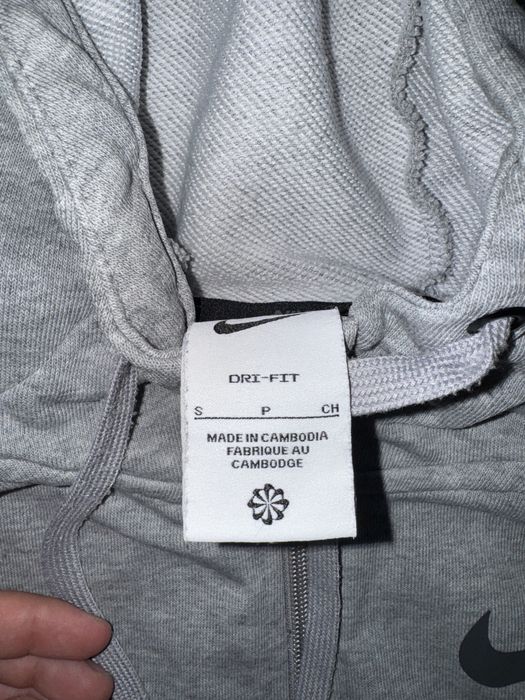 DRI-FIT
S P CH
MADE IN CAMBODIA
FABRIQUE AU
CAMBODGE